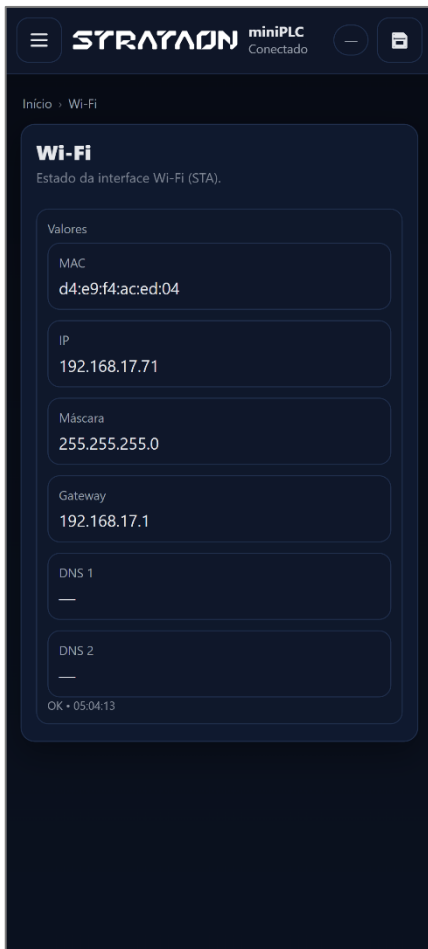 STRATAON
miniPLC
Conectado
—
Início › Wi-Fi
Wi-Fi
Estado da interface Wi-Fi (STA).
Valores
MAC
d4:e9:f4:ac:ed:04
IP
192.168.17.71
Máscara
255.255.255.0
Gateway
192.168.17.1
DNS 1
—
DNS 2
—
OK • 05:04:13